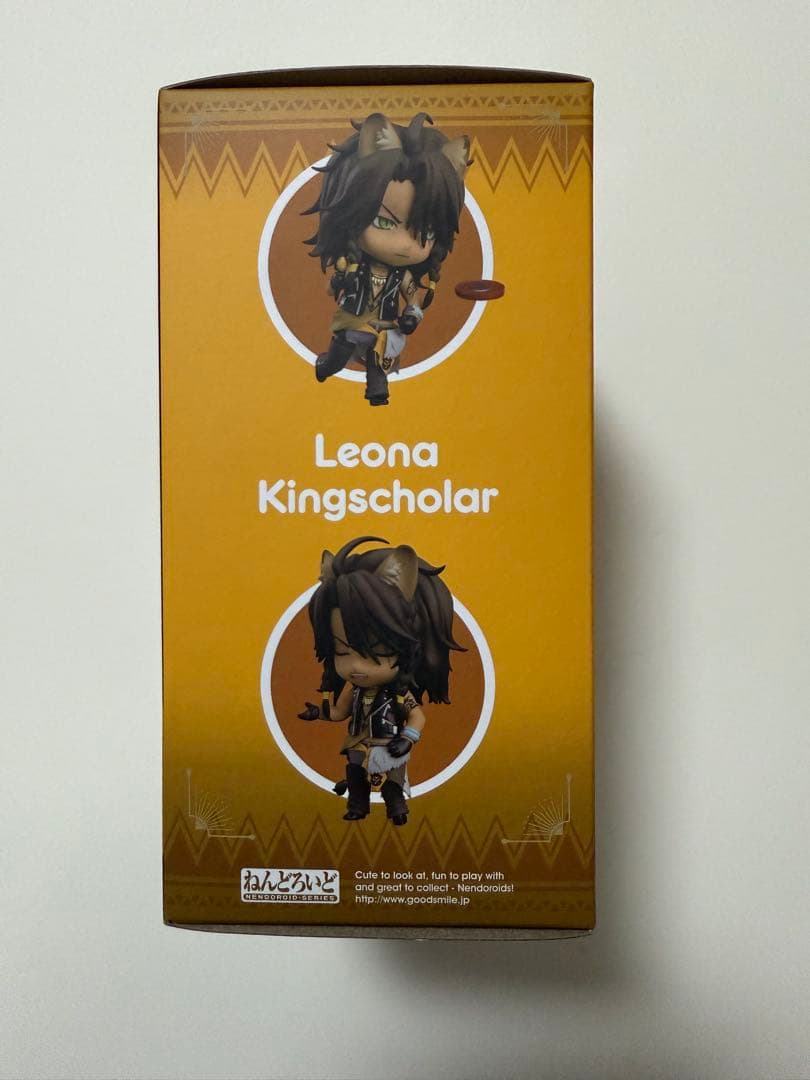 Leona
Kingscholar
ねんどろいど
NENDOROID-SERIES
Cute to look at, fun to play with
and great to collect - Nendoroids!
http://www.goodsmile.jp